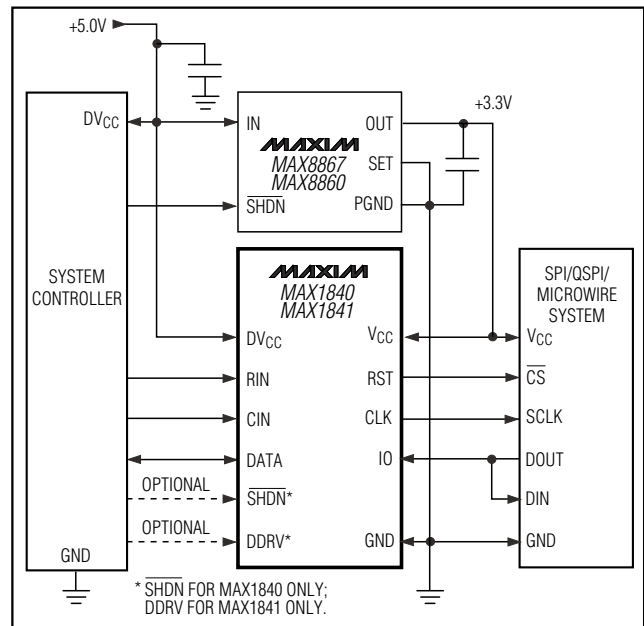 +5.0V
+3.3V
DVCC
IN
OUT
MAXIM
MAX8867
MAX8860
SET
SHDN
PGND
SYSTEM
CONTROLLER
MAXIM
MAX1840
MAX1841
SPI/QSPI/
MICROWIRE
SYSTEM
DVCC
VCC
VCC
RIN
RST
CS
CIN
CLK
SCLK
DATA
IO
DOUT
OPTIONAL
SHDN*
DIN
OPTIONAL
DDRV*
GND
GND
GND
* SHDN FOR MAX1840 ONLY;
DDRV FOR MAX1841 ONLY.